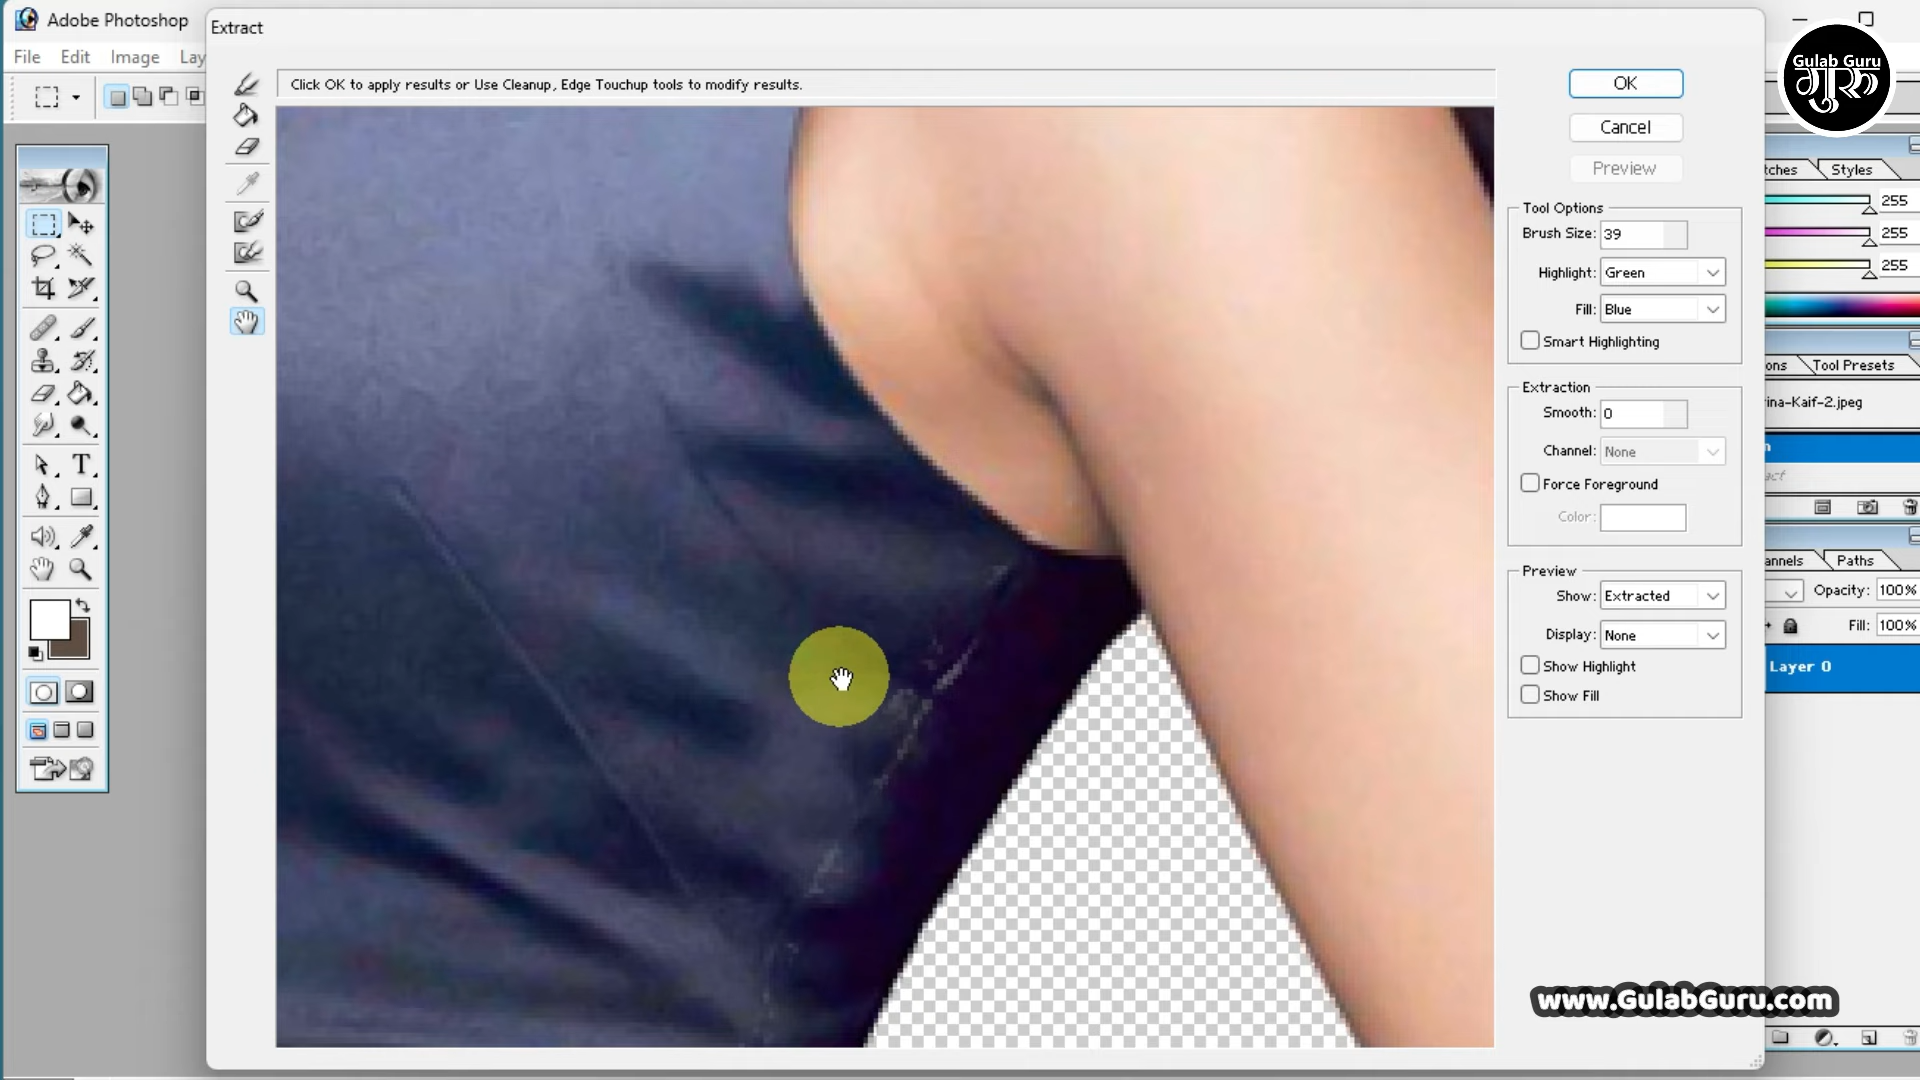 Adobe Photoshop
Extract
File Edit Image Lay
Click OK to apply results or Use Cleanup, Edge Touchup tools to modify results.
OK
Cancel
Preview
Tool Options
Brush Size: 39
Highlight: Green
Fill: Blue
Smart Highlighting
Extraction
Smooth: 0
Channel: None
Force Foreground
Color:
Preview
Show: Extracted
Display: None
Show Highlight
Show Fill
Gulab Guru
गुरु
tches Styles
255
255
255
ons Tool Presets
ina-Kaif-2.jpeg
n
act
annels Paths
Opacity: 100%
Fill: 100%
Layer 0
T
www.GulabGuru.com